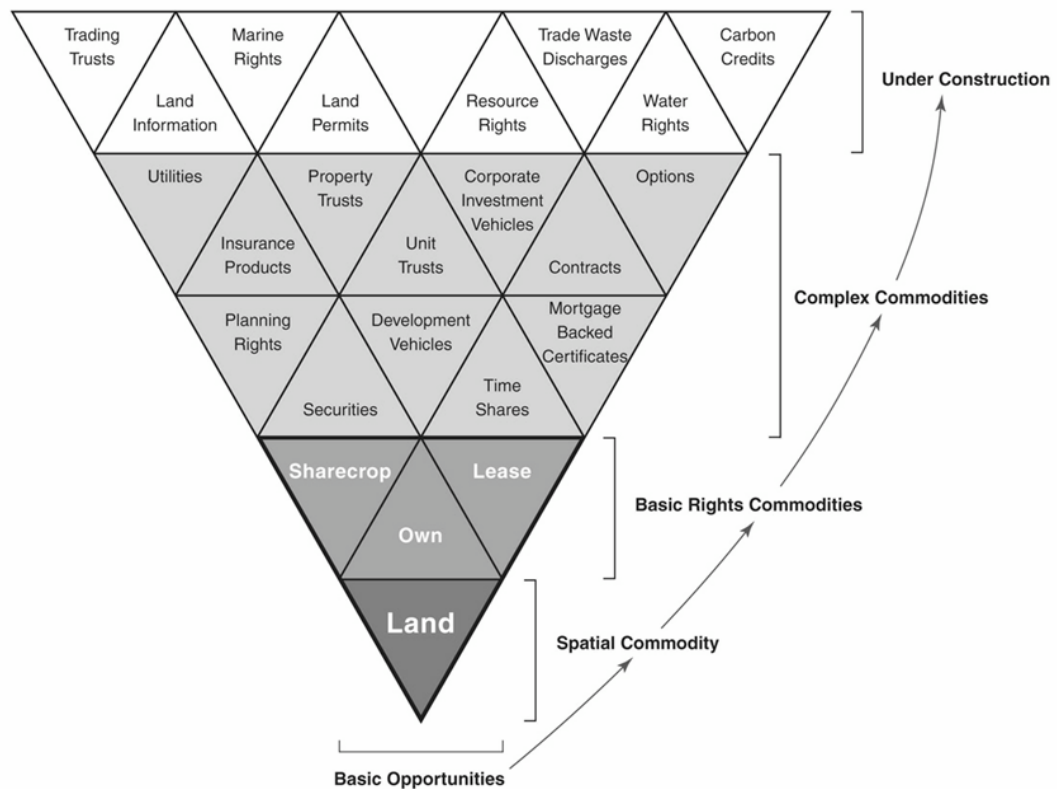 Trading
Trusts
Marine
Rights
Trade Waste
Discharges
Carbon
Credits
Land
Information
Land
Permits
Resource
Rights
Water
Rights
Under Construction
Utilities
Property
Trusts
Corporate
Investment
Vehicles
Options
Insurance
Products
Unit
Trusts
Contracts
Complex Commodities
Planning
Rights
Development
Vehicles
Mortgage
Backed
Certificates
Securities
Time
Shares
Sharecrop
Lease
Own
Basic Rights Commodities
Land
Spatial Commodity
Basic Opportunities